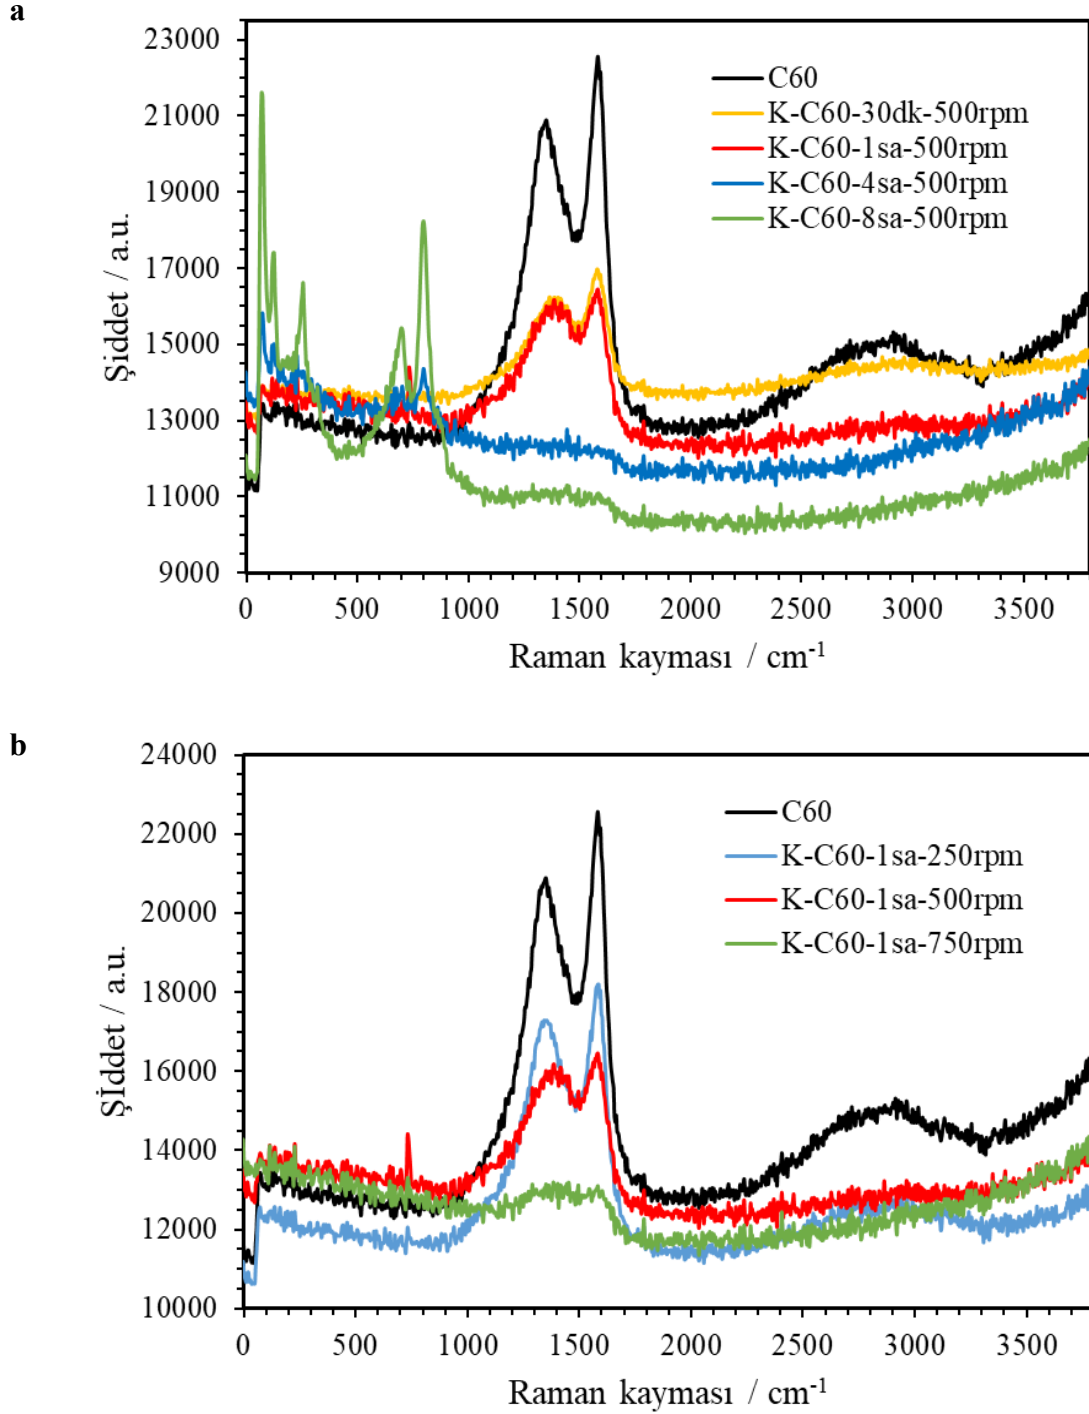 a
23000
21000
19000
17000
15000
13000
11000
9000
Şiddet / a.u.
C60
K-C60-30dk-500rpm
K-C60-1sa-500rpm
K-C60-4sa-500rpm
K-C60-8sa-500rpm
0 500 1000 1500 2000 2500 3000 3500
Raman kayması / cm⁻¹
b
24000
22000
20000
18000
16000
14000
12000
10000
Şİddet / a.u.
C60
K-C60-1sa-250rpm
K-C60-1sa-500rpm
K-C60-1sa-750rpm
0 500 1000 1500 2000 2500 3000 3500
Raman kayması / cm⁻¹